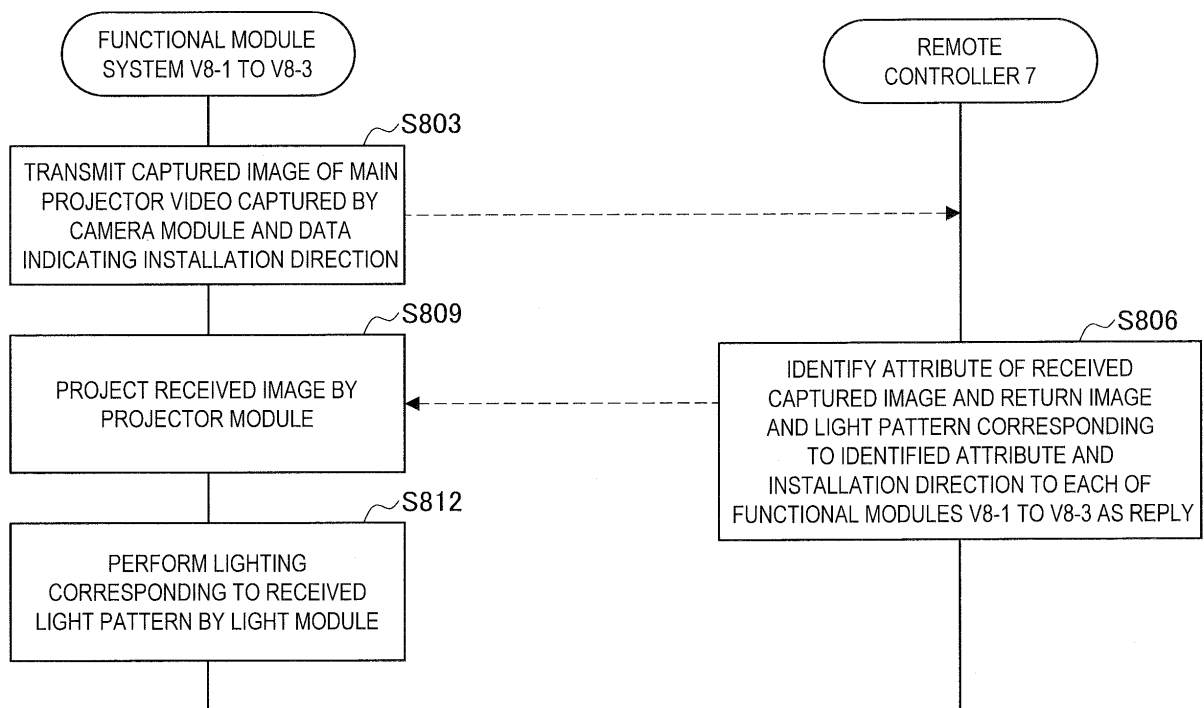 FUNCTIONAL MODULE
SYSTEM V8-1 TO V8-3
REMOTE
CONTROLLER 7
S803
TRANSMIT CAPTURED IMAGE OF MAIN
PROJECTOR VIDEO CAPTURED BY
CAMERA MODULE AND DATA
INDICATING INSTALLATION DIRECTION
S809
PROJECT RECEIVED IMAGE BY
PROJECTOR MODULE
S806
IDENTIFY ATTRIBUTE OF RECEIVED
CAPTURED IMAGE AND RETURN IMAGE
AND LIGHT PATTERN CORRESPONDING
TO IDENTIFIED ATTRIBUTE AND
INSTALLATION DIRECTION TO EACH OF
FUNCTIONAL MODULES V8-1 TO V8-3 AS REPLY
S812
PERFORM LIGHTING
CORRESPONDING TO RECEIVED
LIGHT PATTERN BY LIGHT MODULE